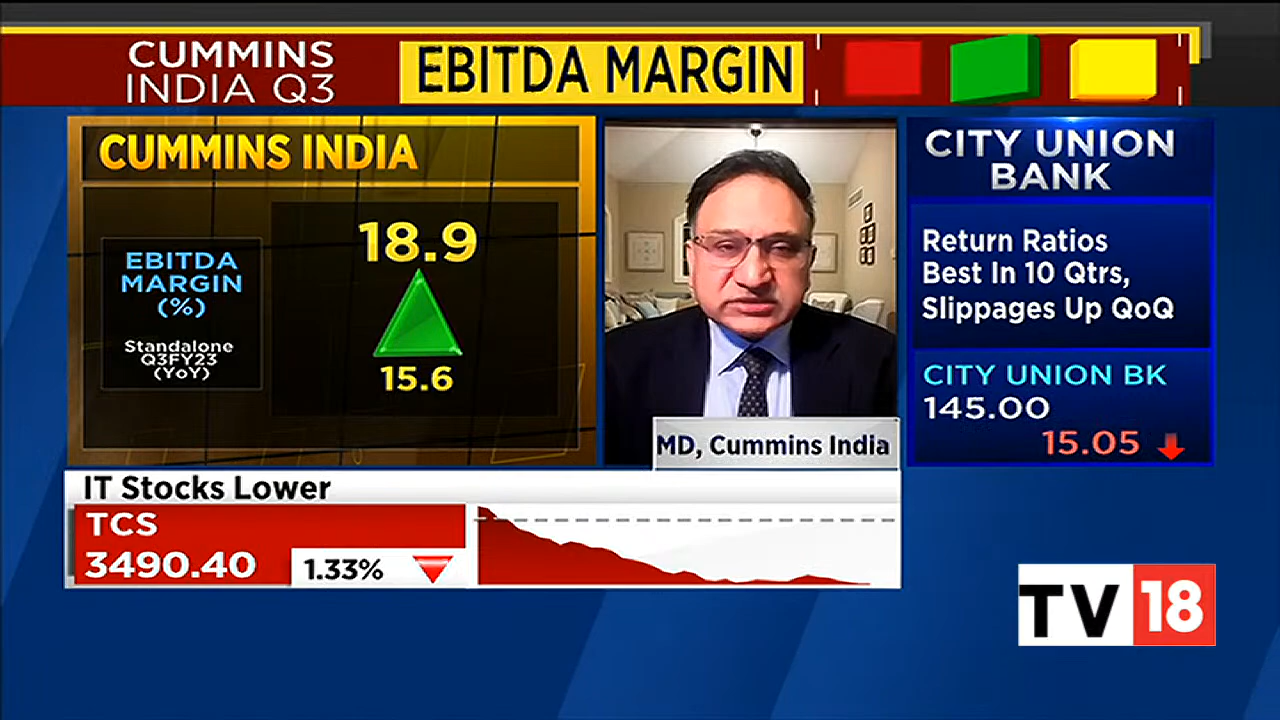 CUMMINS
INDIA Q3
EBITDA MARGIN
CUMMINS INDIA
EBITDA
MARGIN
(%)
Standalone
Q3FY23
(YoY)
18.9
15.6
MD, Cummins India
CITY UNION
BANK
Return Ratios
Best In 10 Qtrs,
Slippages Up QoQ
CITY UNION BK
145.00
15.05
IT Stocks Lower
TCS
3490.40
1.33%
TV18